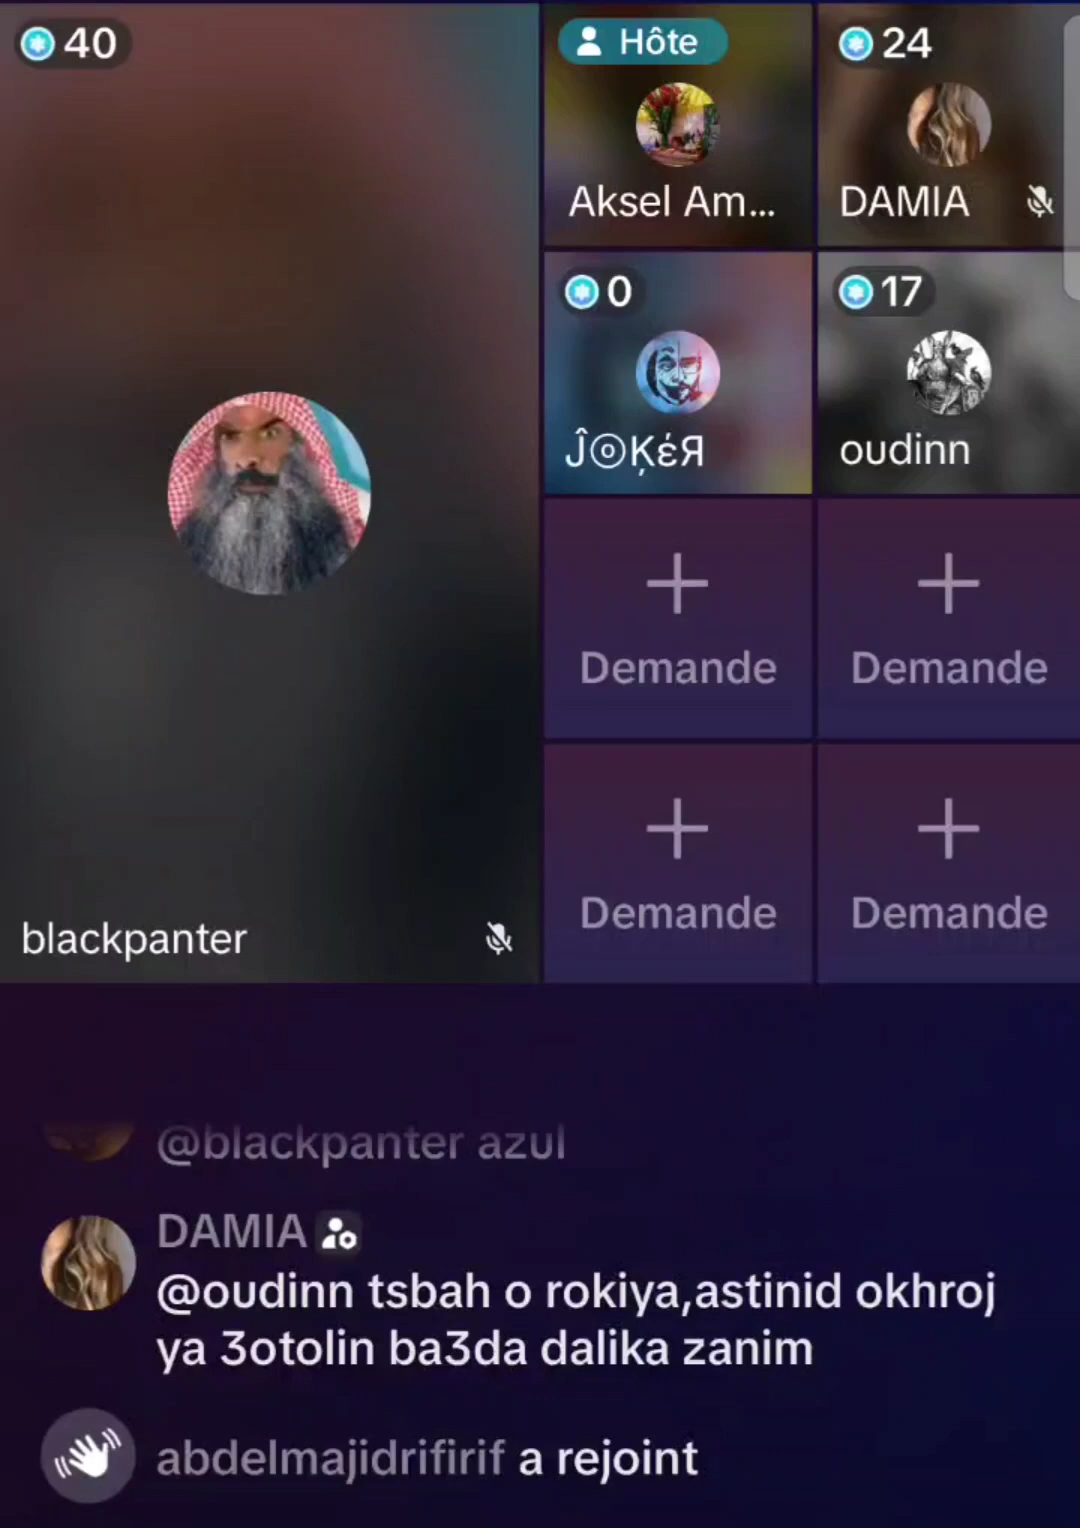 40
Hôte
24
Aksel Am...
DAMIA
0
17
Ĵ⊚ĶέЯ
oudinn
Demande
Demande
Demande
Demande
blackpanter
@blackpanter azul
DAMIA
@oudinn tsbah o rokiya,astinid okhroj
ya 3otolin ba3da dalika zanim
abdelmajidrifirif a rejoint